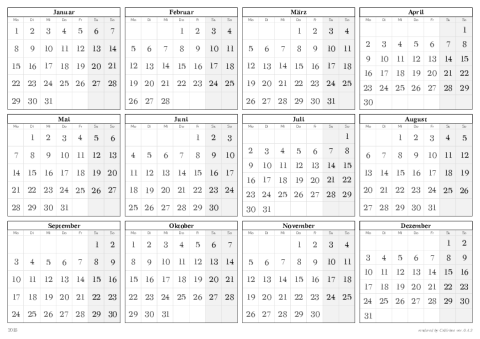 Januar
Mo Di Mi Do Fr Sa So
1 2 3 4 5 6 7
8 9 10 11 12 13 14
15 16 17 18 19 20 21
22 23 24 25 26 27 28
29 30 31
Februar
Mo Di Mi Do Fr Sa So
1 2 3 4
5 6 7 8 9 10 11
12 13 14 15 16 17 18
19 20 21 22 23 24 25
26 27 28
März
Mo Di Mi Do Fr Sa So
1 2 3 4
5 6 7 8 9 10 11
12 13 14 15 16 17 18
19 20 21 22 23 24 25
26 27 28 29 30 31
April
Mo Di Mi Do Fr Sa So
1
2 3 4 5 6 7 8
9 10 11 12 13 14 15
16 17 18 19 20 21 22
23 24 25 26 27 28 29
30
Mai
Mo Di Mi Do Fr Sa So
1 2 3 4 5 6
7 8 9 10 11 12 13
14 15 16 17 18 19 20
21 22 23 24 25 26 27
28 29 30 31
Juni
Mo Di Mi Do Fr Sa So
1 2 3
4 5 6 7 8 9 10
11 12 13 14 15 16 17
18 19 20 21 22 23 24
25 26 27 28 29 30
Juli
Mo Di Mi Do Fr Sa So
1
2 3 4 5 6 7 8
9 10 11 12 13 14 15
16 17 18 19 20 21 22
23 24 25 26 27 28 29
30 31
August
Mo Di Mi Do Fr Sa So
1 2 3 4 5
6 7 8 9 10 11 12
13 14 15 16 17 18 19
20 21 22 23 24 25 26
27 28 29 30 31
September
Mo Di Mi Do Fr Sa So
1 2
3 4 5 6 7 8 9
10 11 12 13 14 15 16
17 18 19 20 21 22 23
24 25 26 27 28 29 30
Oktober
Mo Di Mi Do Fr Sa So
1 2 3 4 5 6 7
8 9 10 11 12 13 14
15 16 17 18 19 20 21
22 23 24 25 26 27 28
29 30 31
November
Mo Di Mi Do Fr Sa So
1 2 3 4
5 6 7 8 9 10 11
12 13 14 15 16 17 18
19 20 21 22 23 24 25
26 27 28 29 30
Dezember
Mo Di Mi Do Fr Sa So
1 2
3 4 5 6 7 8 9
10 11 12 13 14 15 16
17 18 19 20 21 22 23
24 25 26 27 28 29 30
31
2018